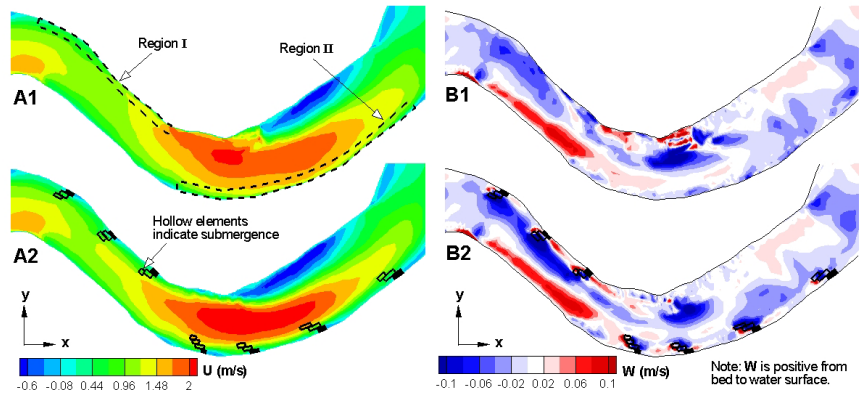 Region I
Region II
A1
B1
Hollow elements
indicate submergence
A2
B2
y
x
y
x
-0.6 -0.08 0.44 0.96 1.48 2
U (m/s)
-0.1 -0.06 -0.02 0.02 0.06 0.1
W (m/s)
Note: W is positive from
bed to water surface.